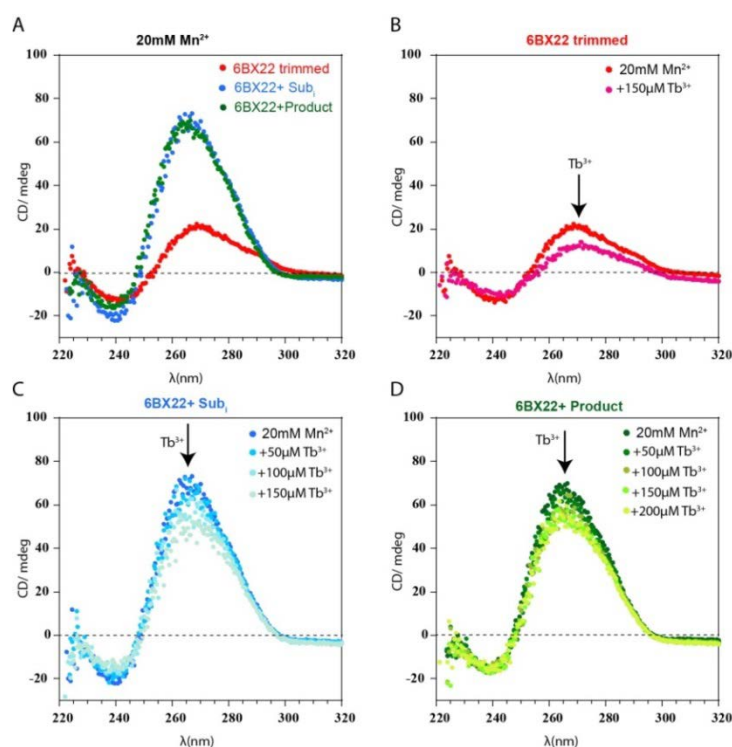 A
20mm Mn²⁺
100
80
60
40
20
0
-20
CD/ mdeg
6BX22 trimmed
6BX22+ Subᵢ
6BX22+Product
220 240 260 280 300 320
λ(nm)
B
6BX22 trimmed
100
80
60
40
20
0
-20
CD/ mdeg
20mM Mn²⁺
+150μM Tb³⁺
Tb³⁺
220 240 260 280 300 320
λ(nm)
C
6BX22+ Subᵢ
100
80
60
40
20
0
-20
CD/ mdeg
Tb³⁺
20mM Mn²⁺
+50μM Tb³⁺
+100μM Tb³⁺
+150μM Tb³⁺
220 240 260 280 300 320
λ(nm)
D
6BX22+ Product
100
80
60
40
20
0
-20
CD/ mdeg
Tb³⁺
20mM Mn²⁺
+50μM Tb³⁺
+100μM Tb³⁺
+150μM Tb³⁺
+200μM Tb³⁺
220 240 260 280 300 320
λ(nm)